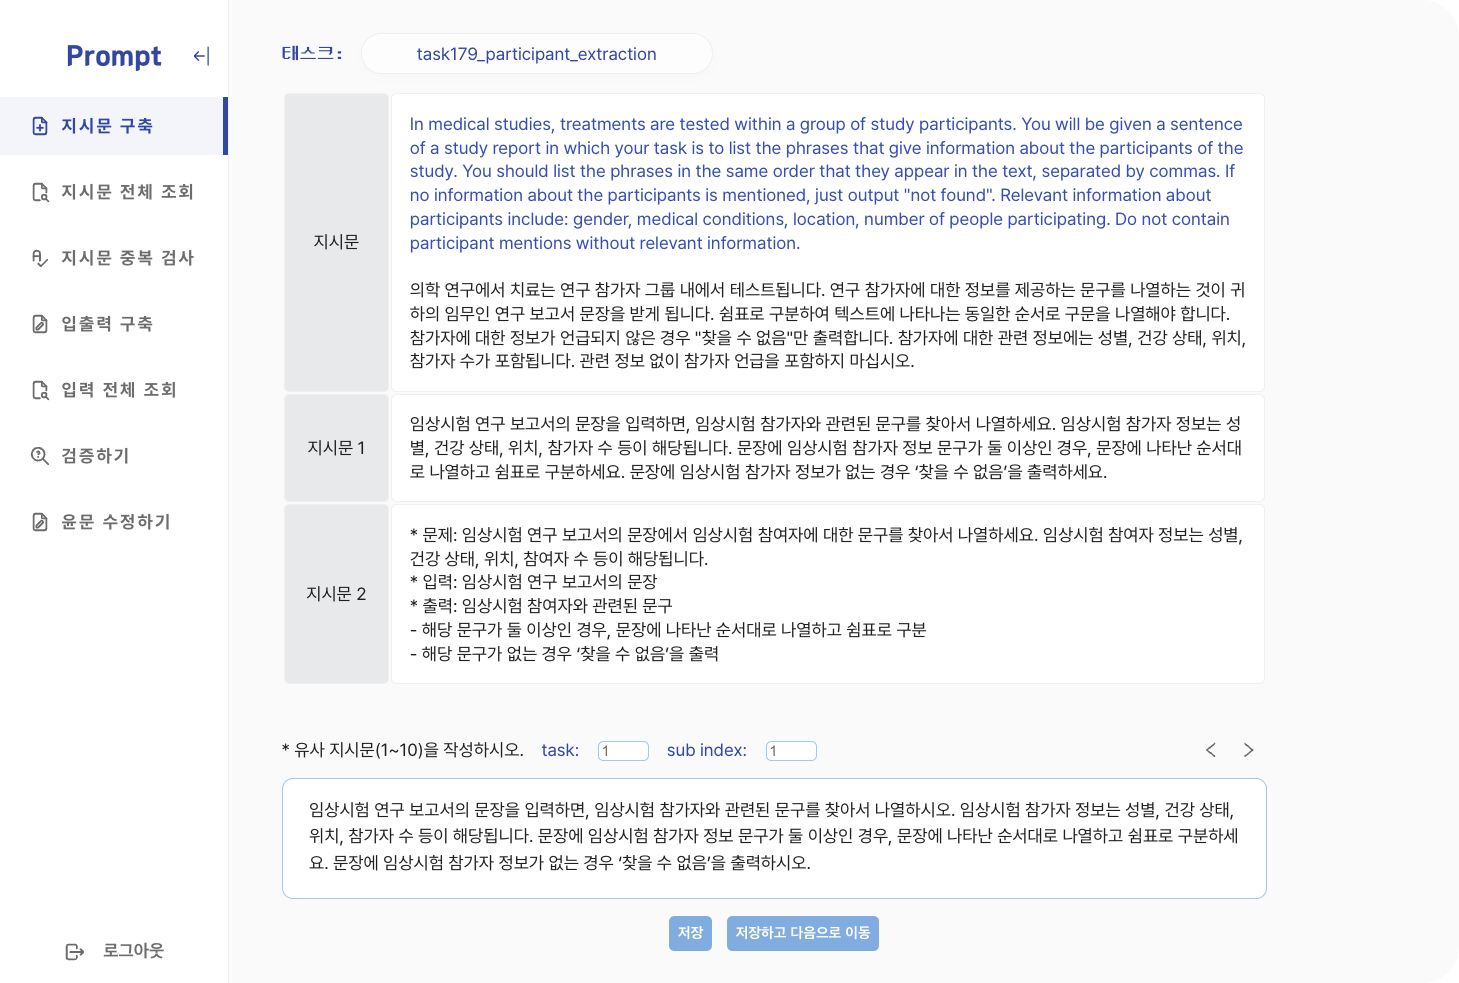 Prompt
지시문 구축
지시문 전체 조회
지시문 중복 검사
입출력 구축
입력 전체 조회
검증하기
윤문 수정하기
로그아웃
태스크: task179_participant_extraction
지시문
In medical studies, treatments are tested within a group of study participants. You will be given a sentence
of a study report in which your task is to list the phrases that give information about the participants of the
study. You should list the phrases in the same order that they appear in the text, separated by commas. If
no information about the participants is mentioned, just output "not found". Relevant information about
participants include: gender, medical conditions, location, number of people participating. Do not contain
participant mentions without relevant information.
의학 연구에서 치료는 연구 참가자 그룹 내에서 테스트됩니다. 연구 참가자에 대한 정보를 제공하는 문구를 나열하는 것이 귀
하의 임무인 연구 보고서 문장을 받게 됩니다. 쉼표로 구분하여 텍스트에 나타나는 동일한 순서로 구문을 나열해야 합니다.
참가자에 대한 정보가 언급되지 않은 경우 "찾을 수 없음"만 출력합니다. 참가자에 대한 관련 정보에는 성별, 건강 상태, 위치,
참가자 수가 포함됩니다. 관련 정보 없이 참가자 언급을 포함하지 마십시오.
지시문 1
임상시험 연구 보고서의 문장을 입력하면, 임상시험 참가자와 관련된 문구를 찾아서 나열하세요. 임상시험 참가자 정보는 성
별, 건강 상태, 위치, 참가자 수 등이 해당됩니다. 문장에 임상시험 참가자 정보 문구가 둘 이상인 경우, 문장에 나타난 순서대
로 나열하고 쉼표로 구분하세요. 문장에 임상시험 참가자 정보가 없는 경우 ‘찾을 수 없음’을 출력하세요.
지시문 2
* 문제: 임상시험 연구 보고서의 문장에서 임상시험 참여자에 대한 문구를 찾아서 나열하세요. 임상시험 참여자 정보는 성별,
건강 상태, 위치, 참여자 수 등이 해당됩니다.
* 입력: 임상시험 연구 보고서의 문장
* 출력: 임상시험 참여자와 관련된 문구
- 해당 문구가 둘 이상인 경우, 문장에 나타난 순서대로 나열하고 쉼표로 구분
- 해당 문구가 없는 경우 ‘찾을 수 없음’을 출력
* 유사 지시문(1~10)을 작성하시오. task: 1 sub index: 1
임상시험 연구 보고서의 문장을 입력하면, 임상시험 참가자와 관련된 문구를 찾아서 나열하시오. 임상시험 참가자 정보는 성별, 건강 상태,
위치, 참가자 수 등이 해당됩니다. 문장에 임상시험 참가자 정보 문구가 둘 이상인 경우, 문장에 나타난 순서대로 나열하고 쉼표로 구분하세
요. 문장에 임상시험 참가자 정보가 없는 경우 ‘찾을 수 없음’을 출력하시오.
저장 저장하고 다음으로 이동